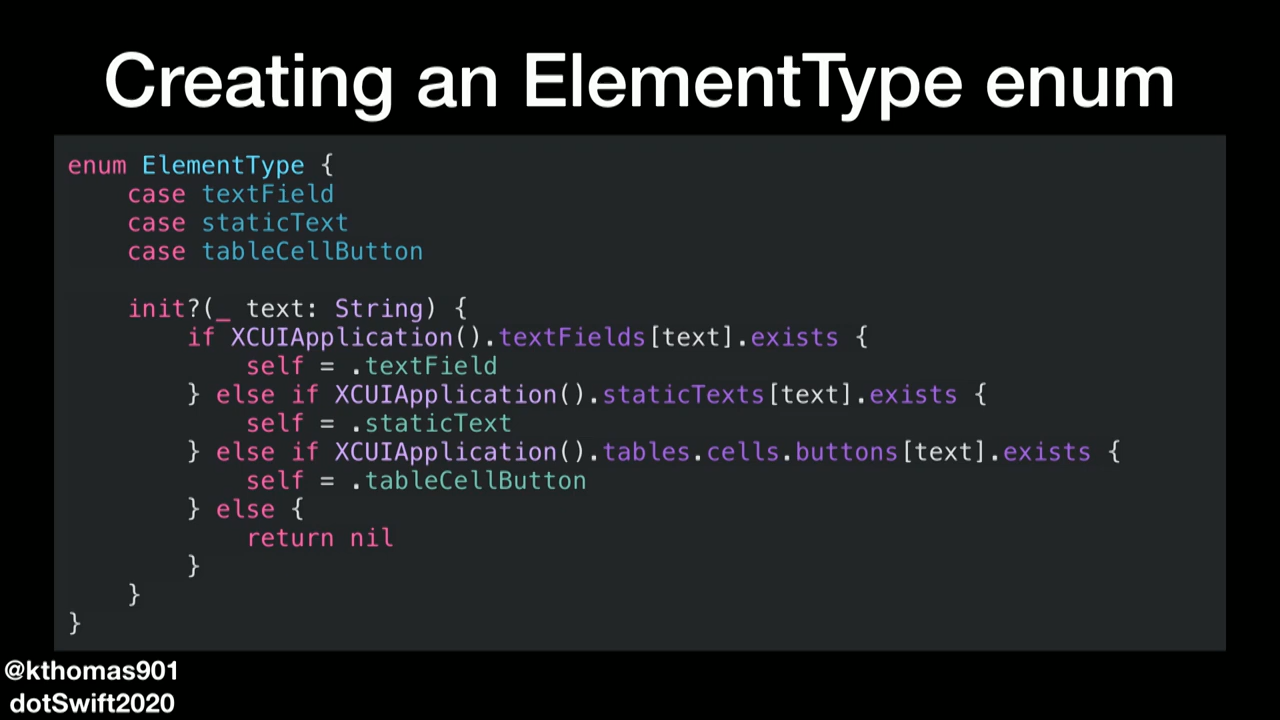 Creating an ElementType enum
enum ElementType {
    case textField
    case staticText
    case tableCellButton

    init?(_ text: String) {
        if XCUIApplication().textFields[text].exists {
            self = .textField
        } else if XCUIApplication().staticTexts[text].exists {
            self = .staticText
        } else if XCUIApplication().tables.cells.buttons[text].exists {
            self = .tableCellButton
        } else {
            return nil
        }
    }
}
@kthomas901
dotSwift2020